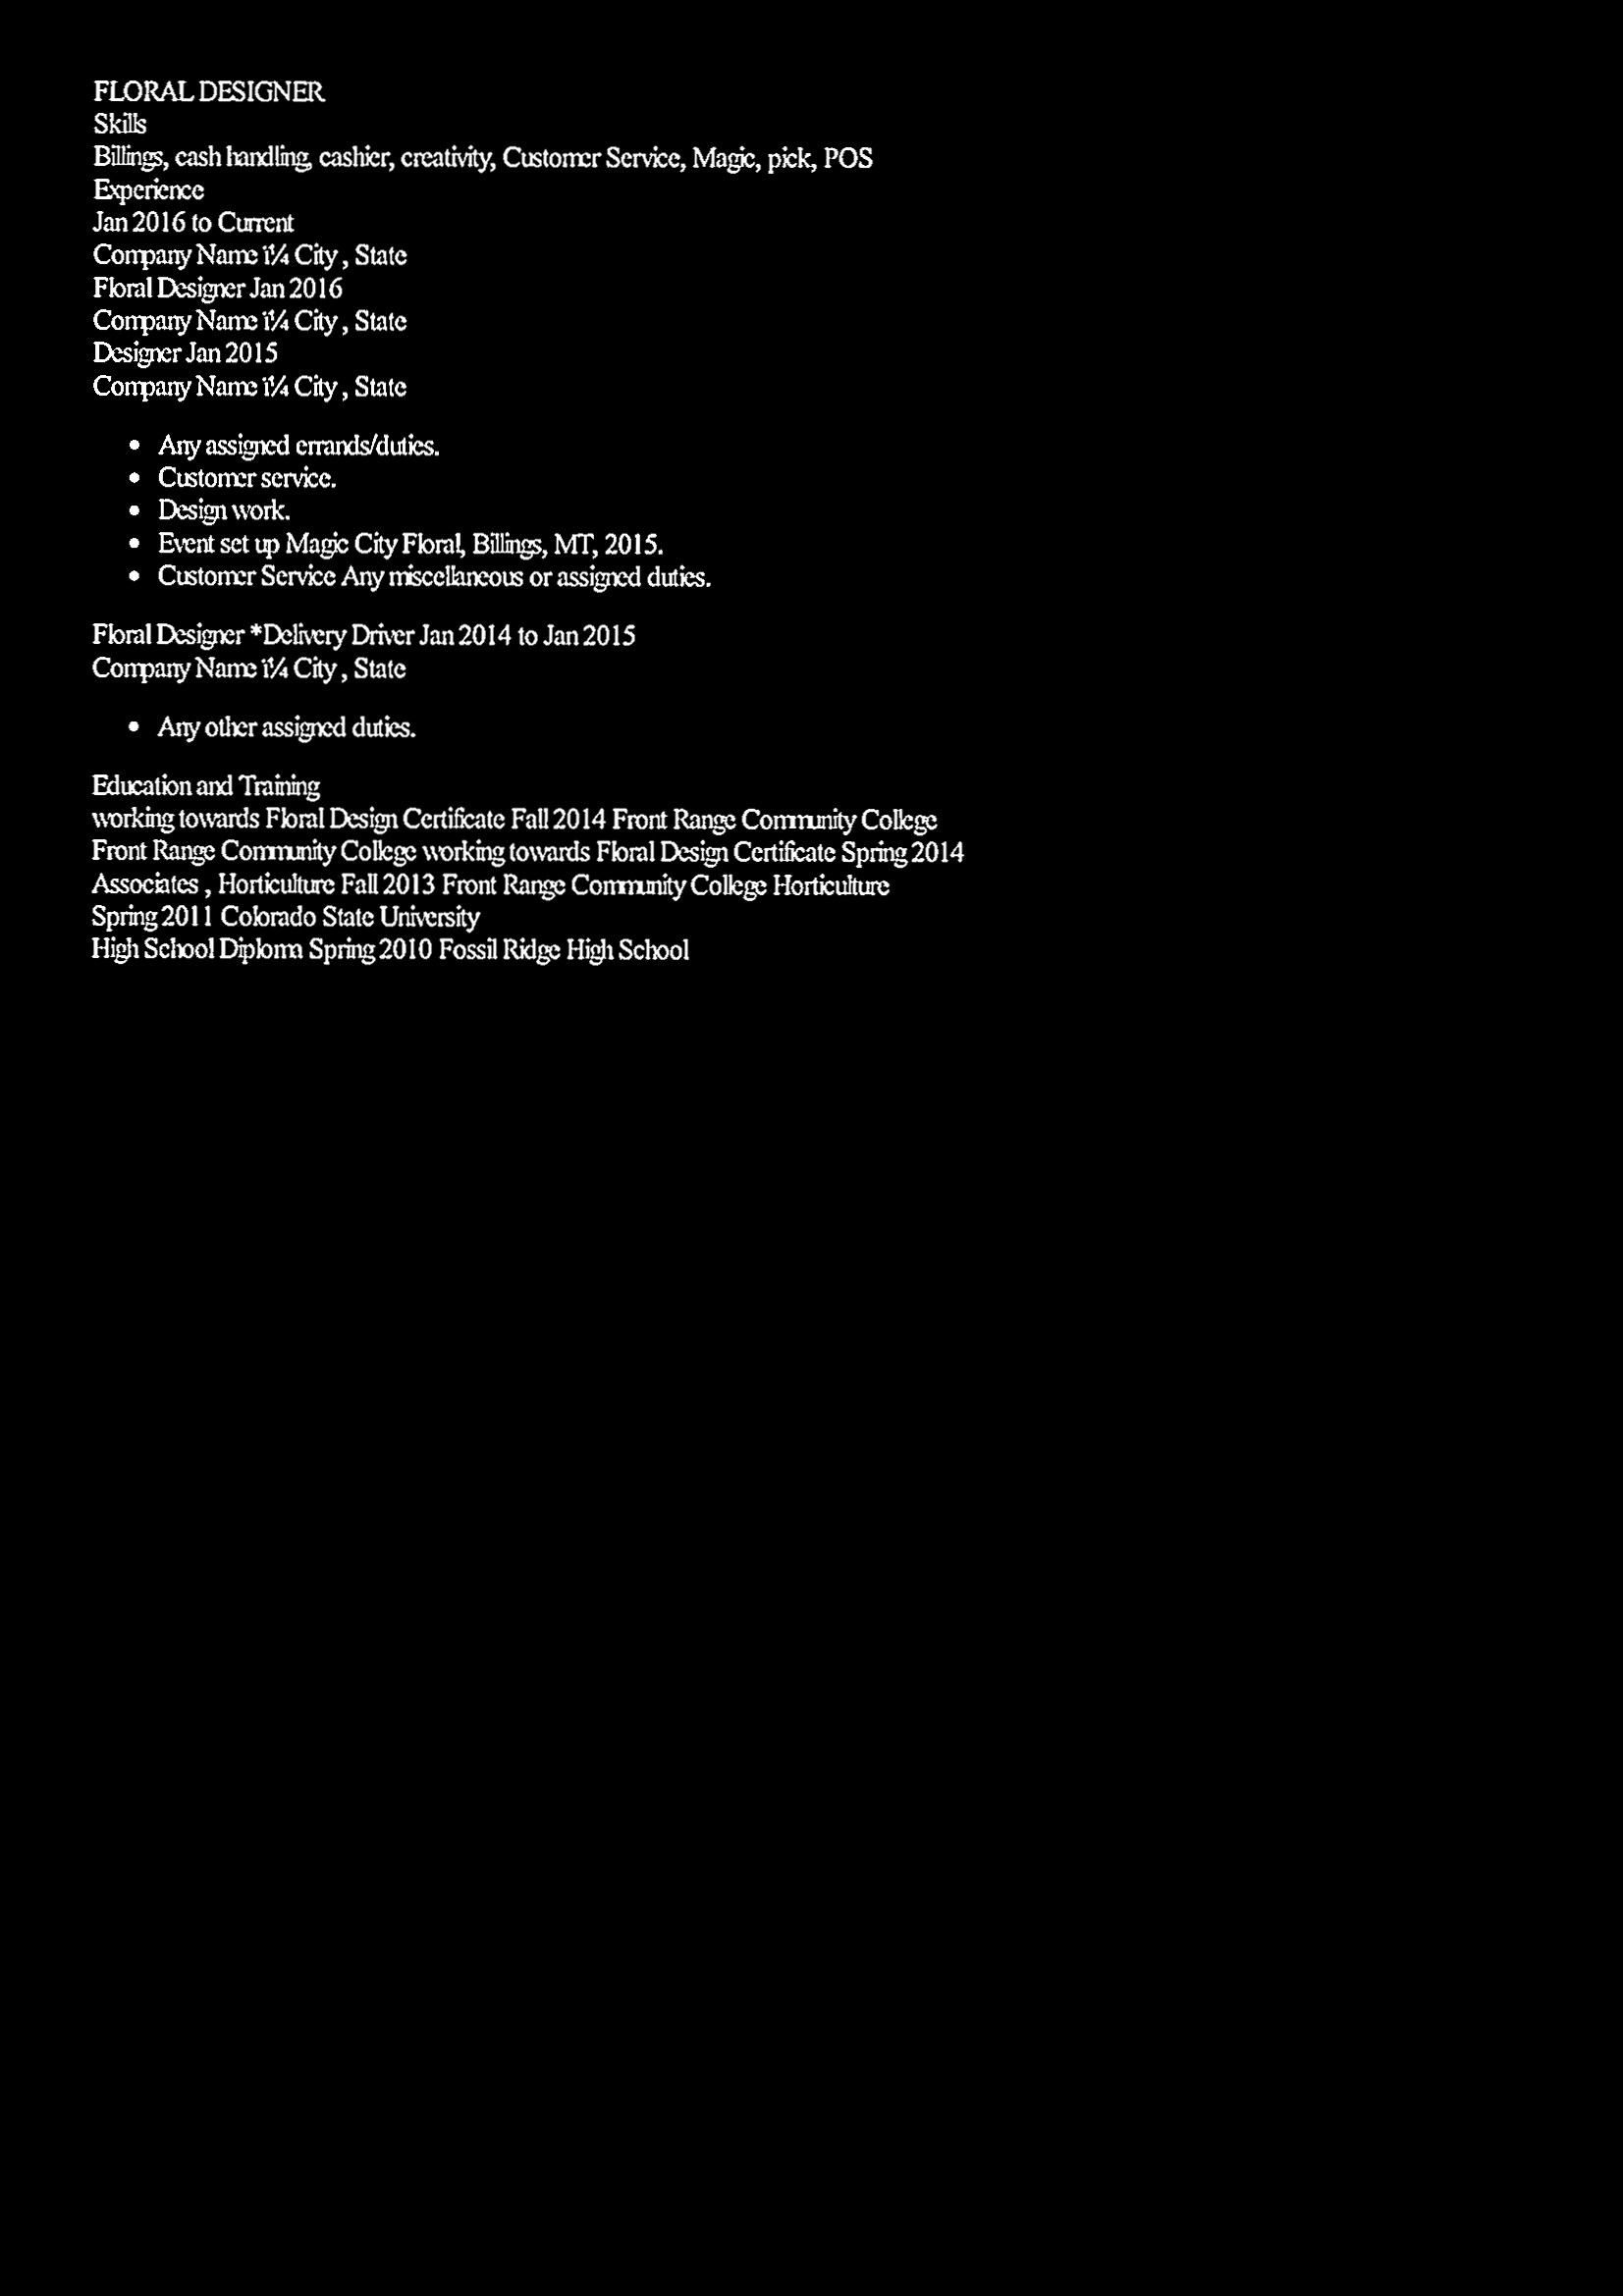 FLORAL DESIGNER
Skills
Billings, cash handling, cashier, creativity, Customer Service, Magic, pick, POS
Experience
Jan 2016 to Current
Company Name ï¼ City , State
Floral Designer Jan 2016
Company Name ï¼ City , State
Designer Jan 2015
Company Name ï¼ City , State
• Any assigned errands/duties.
• Customer service.
• Design work.
• Event set up Magic City Floral, Billings, MT, 2015.
• Customer Service Any miscellaneous or assigned duties.
Floral Designer *Delivery Driver Jan 2014 to Jan 2015
Company Name ï¼ City , State
• Any other assigned duties.
Education and Training
working towards Floral Design Certificate Fall 2014 Front Range Community College
Front Range Community College working towards Floral Design Certificate Spring 2014
Associates , Horticulture Fall 2013 Front Range Community College Horticulture
Spring 2011 Colorado State University
High School Diploma Spring 2010 Fossil Ridge High School